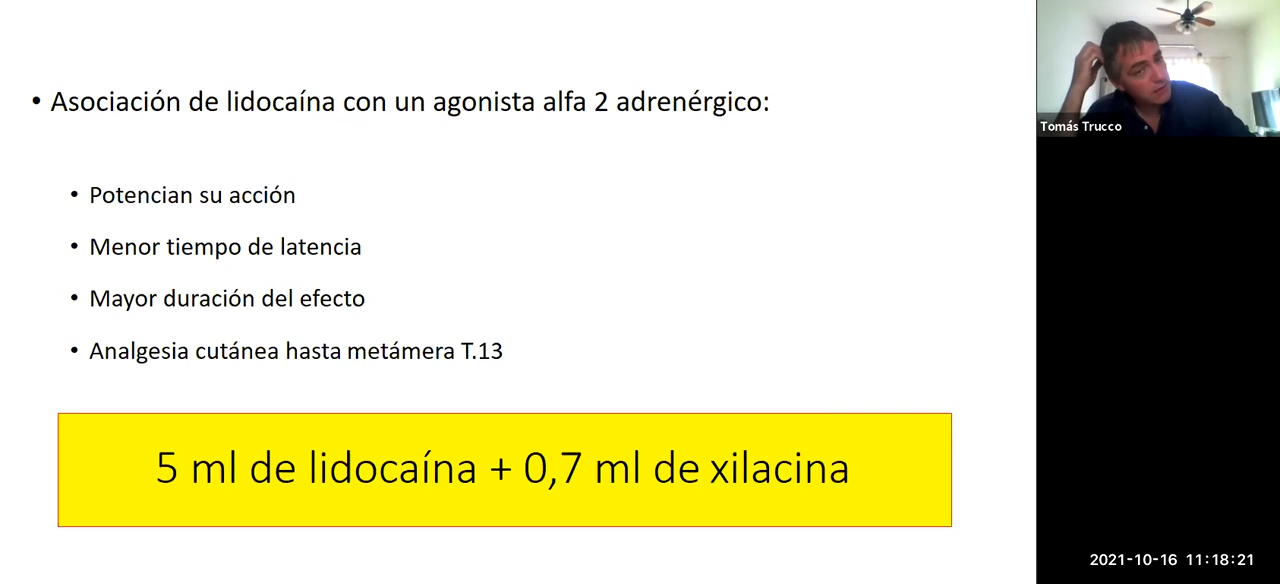 • Asociación de lidocaína con un agonista alfa 2 adrenérgico:
• Potencian su acción
• Menor tiempo de latencia
• Mayor duración del efecto
• Analgesia cutánea hasta metámera T.13
5 ml de lidocaína + 0,7 ml de xilacina
Tomás Trucco
2021-10-16 11:18:21